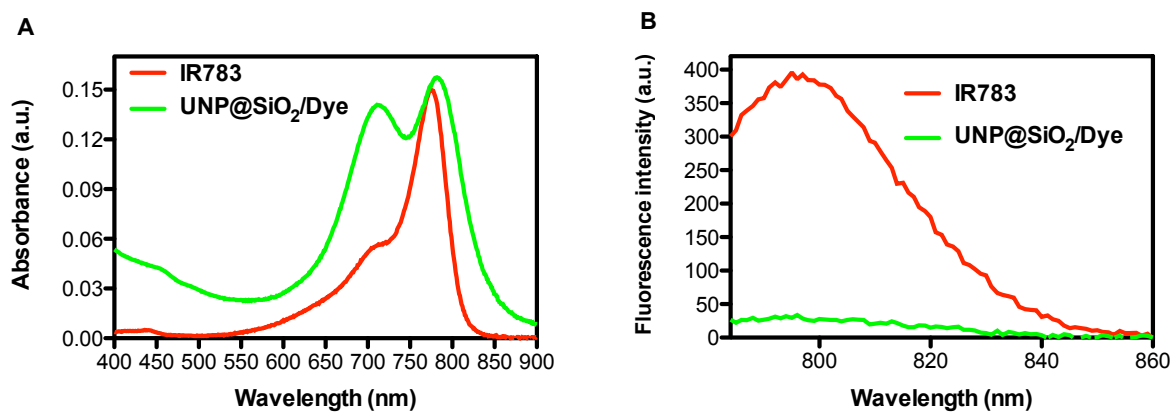 A
IR783
UNP@SiO2/Dye
Absorbance (a.u.)
0.15
0.12
0.09
0.06
0.03
0.00
400 450 500 550 600 650 700 750 800 850 900
Wavelength (nm)
B
IR783
UNP@SiO2/Dye
Fluorescence intensity (a.u.)
400
350
300
250
200
150
100
50
0
800 820 840 860
Wavelength (nm)